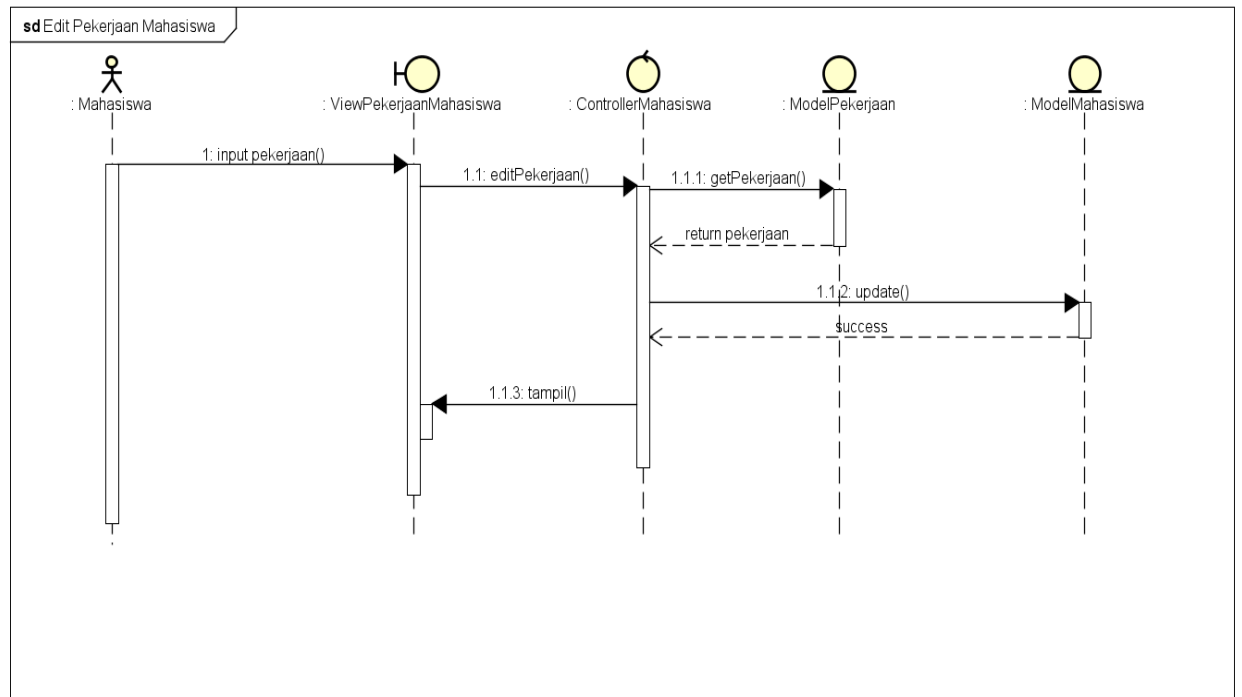 sd Edit Pekerjaan Mahasiswa
: Mahasiswa
: ViewPekerjaanMahasiswa
: ControllerMahasiswa
: ModelPekerjaan
: ModelMahasiswa
1: input pekerjaan()
1.1: editPekerjaan()
1.1.1: getPekerjaan()
return pekerjaan
1.1.2: update()
success
1.1.3: tampil()